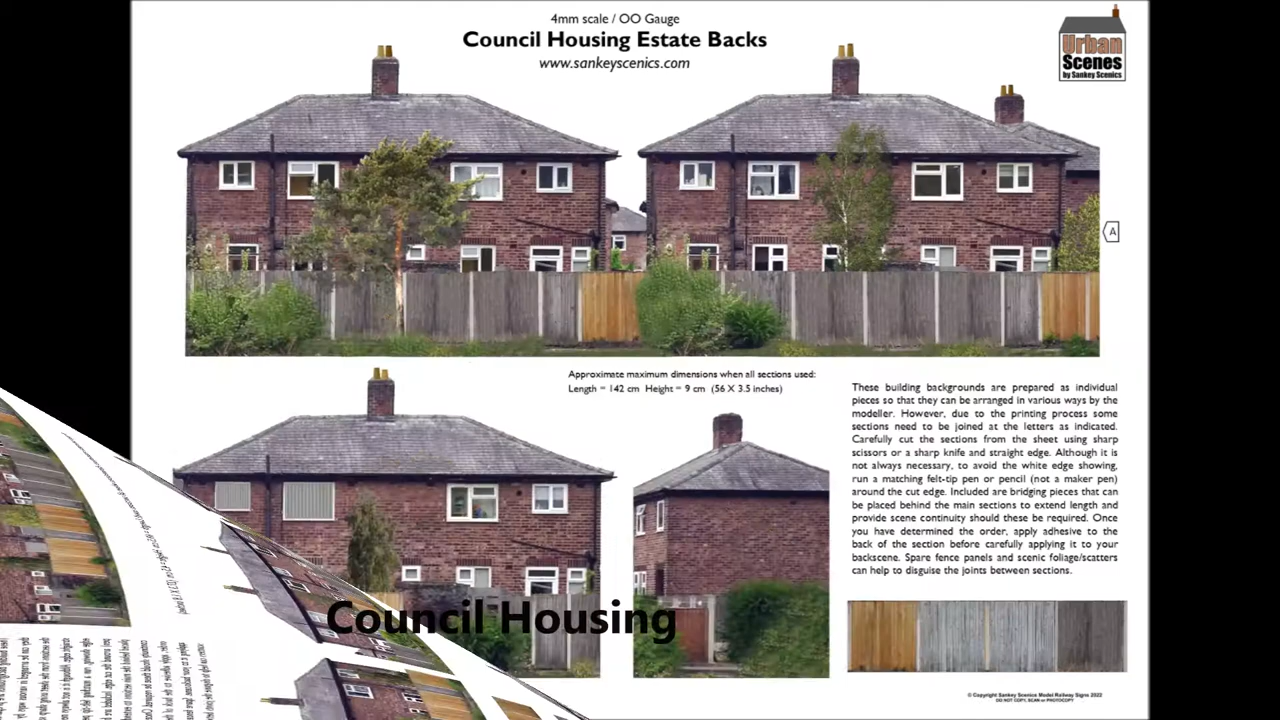 4mm scale / OO Gauge
Council Housing Estate Backs
www.sankeyscenics.com
Urban
Scenes
by Sankey Scenics
A
Approximate maximum dimensions when all sections used:
Length = 142 cm Height = 9 cm (56 X 3.5 inches)
These building backgrounds are prepared as individual
pieces so that they can be arranged in various ways by the
modeller. However, due to the printing process some
sections need to be joined at the letters as indicated.
Carefully cut the sections from the sheet using sharp
scissors or a sharp knife and straight edge. Although it is
not always necessary, to avoid the white edge showing,
run a matching felt-tip pen or pencil (not a maker pen)
around the cut edge. Included are bridging pieces that can
be placed behind the main sections to extend length and
provide scene continuity should these be required. Once
you have determined the order, apply adhesive to the
back of the section before carefully applying it to your
backscene. Spare fence panels and scenic foliage/scatters
can help to disguise the joints between sections.
Council Housing
© Copyright Sankey Scenics Model Railway Signs 2022
DO NOT COPY, SCAN or PHOTOCOPY